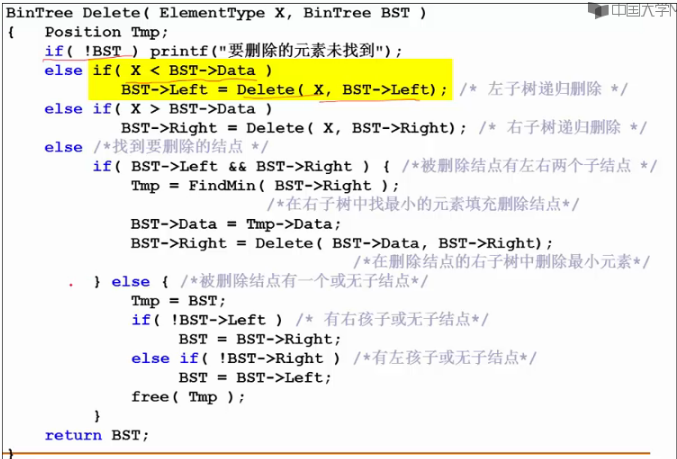 中国大学M
BinTree Delete( ElementType X, BinTree BST )
{   Position Tmp;
    if( !BST ) printf("要删除的元素未找到");
    else if( X < BST->Data )
            BST->Left = Delete( X, BST->Left); /* 左子树递归删除 */
    else if( X > BST->Data )
            BST->Right = Delete( X, BST->Right); /* 右子树递归删除 */
    else /*找到要删除的结点 */
         if( BST->Left && BST->Right ) { /*被删除结点有左右两个子结点 */
             Tmp = FindMin( BST->Right );
                           /*在右子树中找最小的元素填充删除结点*/
             BST->Data = Tmp->Data;
             BST->Right = Delete( BST->Data, BST->Right);
                                    /*在删除结点的右子树中删除最小元素*/
         } else { /*被删除结点有一个或无子结点*/
             Tmp = BST;
             if( !BST->Left ) /* 有右孩子或无子结点*/
                  BST = BST->Right;
             else if( !BST->Right ) /*有左孩子或无子结点*/
                  BST = BST->Left;
             free( Tmp );
         }
    return BST;
}